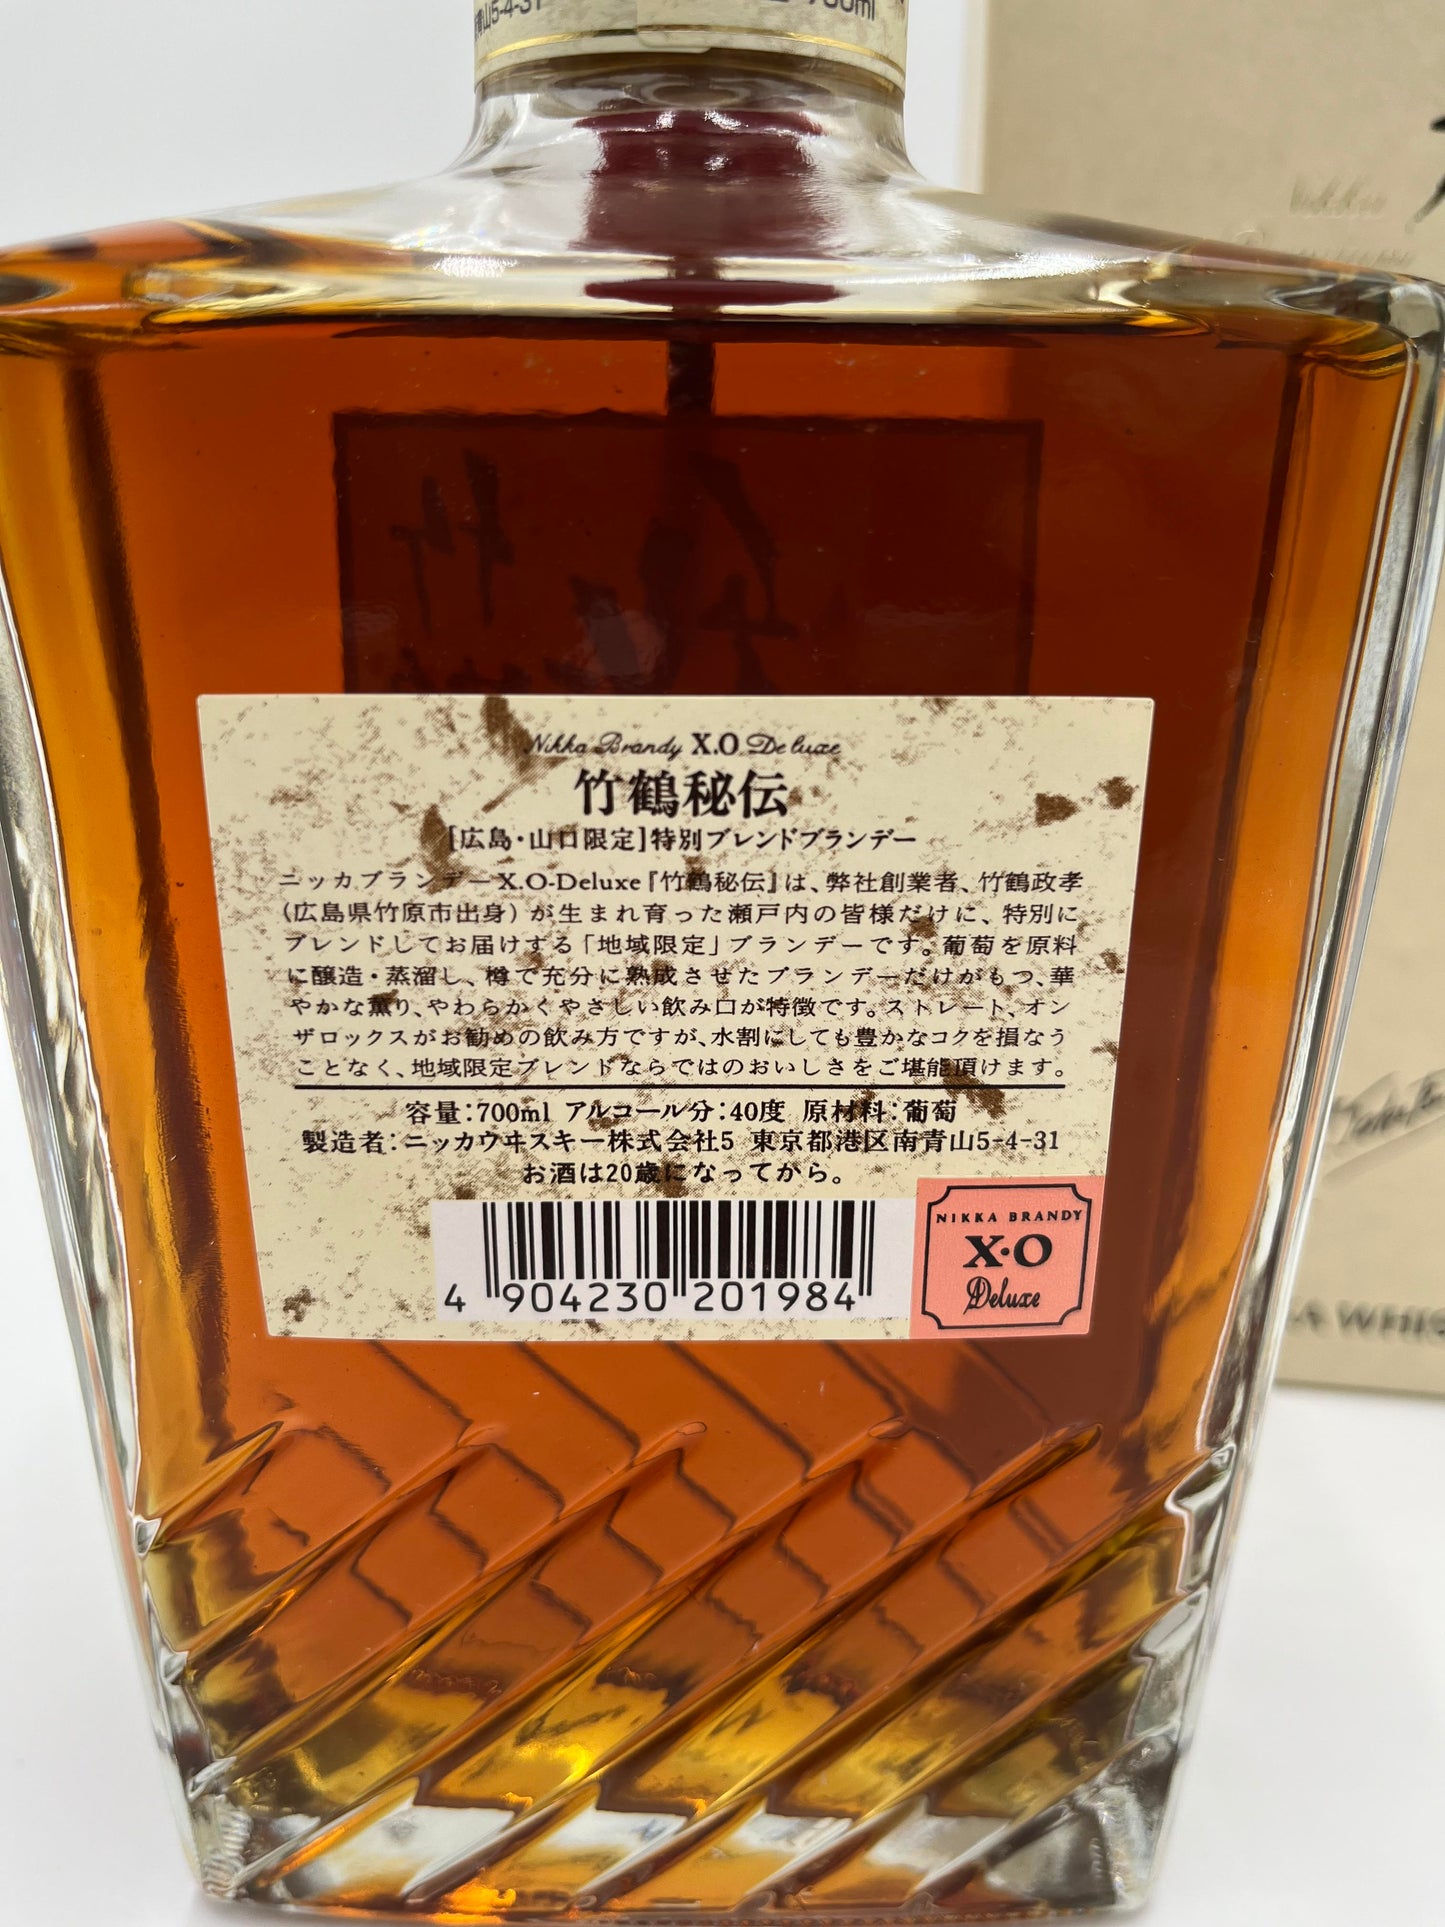 青山5-4-31
700ml
Nikka Brandy X.O De luxe
竹鶴秘伝
[広島・山口限定]特別ブレンドブランデー
ニッカブランデーX.O-Deluxe『竹鶴秘伝』は、弊社創業者、竹鶴政孝
(広島県竹原市出身)が生まれ育った瀬戸内の皆様だけに、特別に
ブレンドしてお届けする「地域限定」ブランデーです。葡萄を原料
に醸造・蒸溜し、樽で充分に熟成させたブランデーだけがもつ、華
やかな薫り、やわらかくやさしい飲み口が特徴です。ストレート、オン
ザロックスがお勧めの飲み方ですが、水割にしても豊かなコクを損なう
ことなく、地域限定ブレンドならではのおいしさをご堪能頂けます。
容量:700ml アルコール分:40度 原材料:葡萄
製造者:ニッカウヰスキー株式会社5 東京都港区南青山5-4-31
お酒は20歳になってから。
4 904230 201984
NIKKA BRANDY
X・O
Deluxe
Nikka
A WHIS